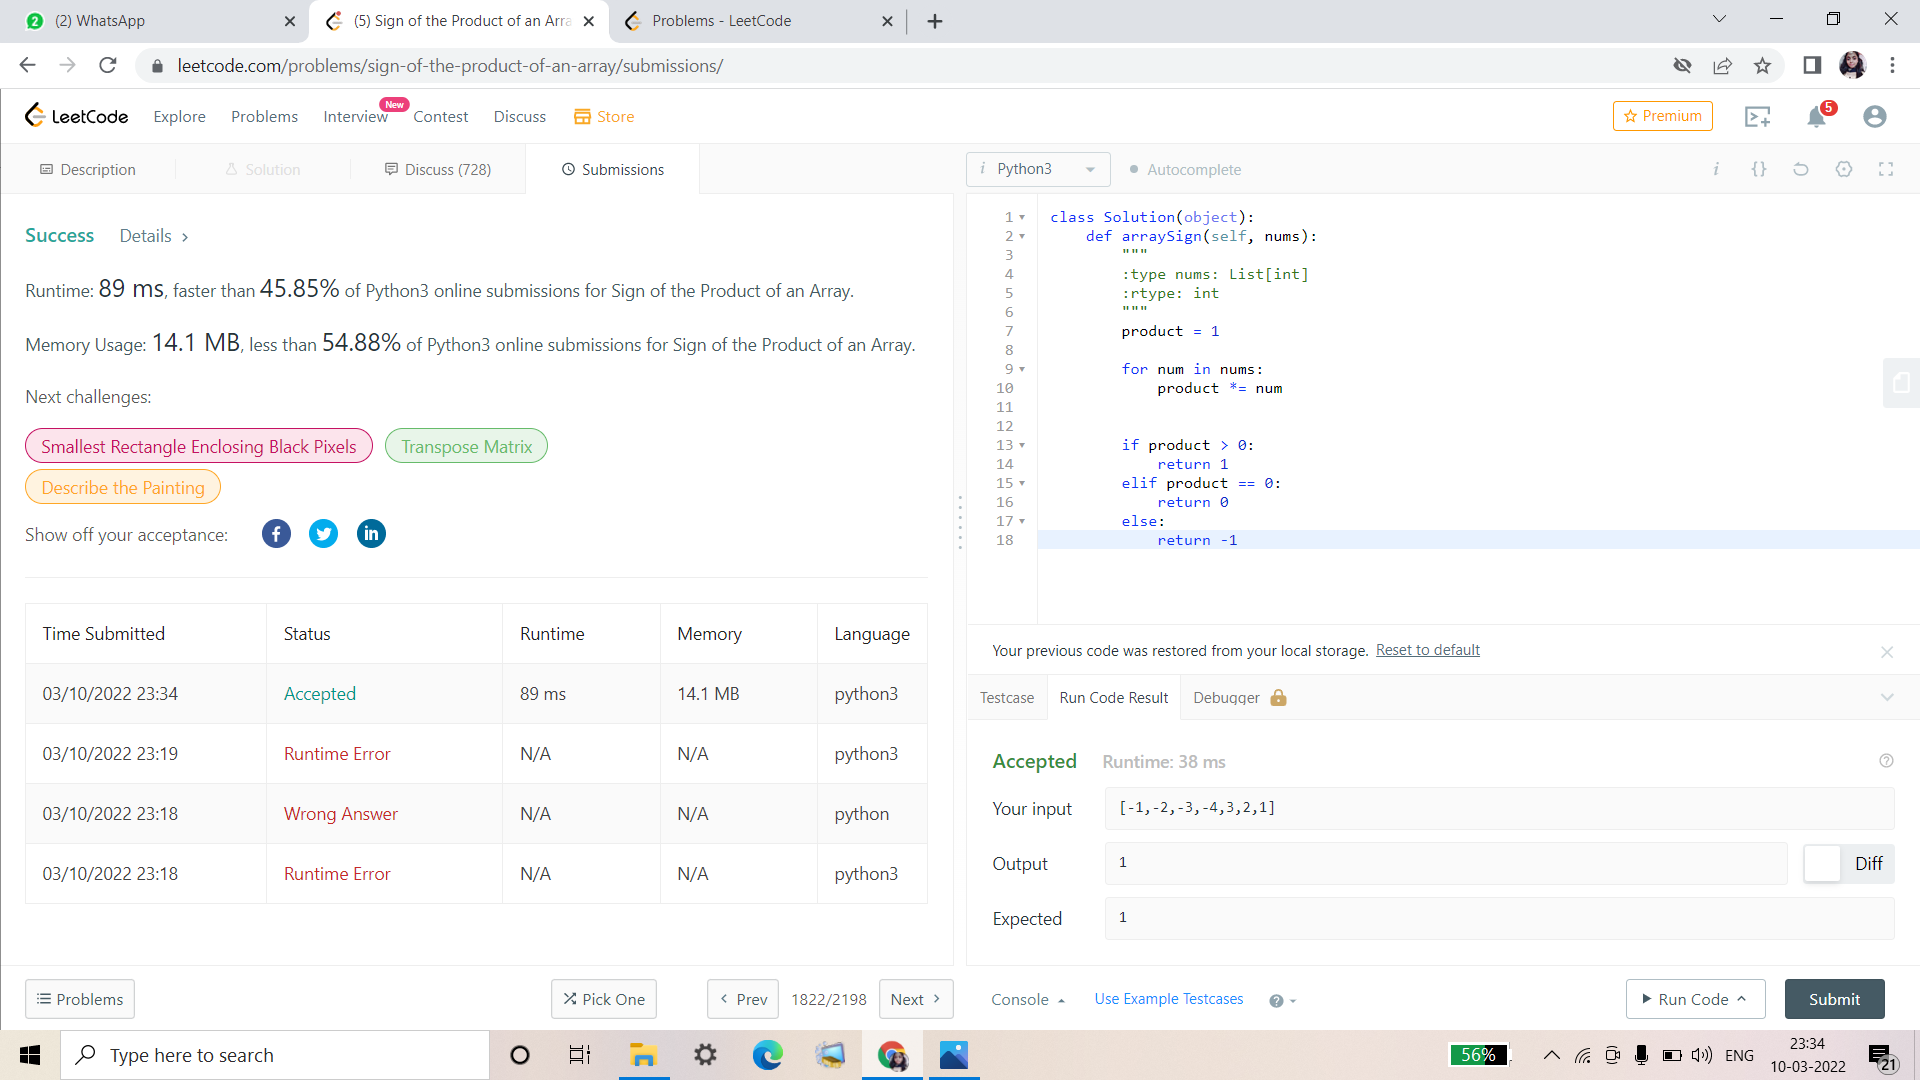 (2) WhatsApp
(5) Sign of the Product of an Arra
Problems - LeetCode
leetcode.com/problems/sign-of-the-product-of-an-array/submissions/
LeetCode
Explore
Problems
Interview
New
Contest
Discuss
Store
Premium
5
Description
Solution
Discuss (728)
Submissions
Success
Details >
Runtime: 89 ms, faster than 45.85% of Python3 online submissions for Sign of the Product of an Array.
Memory Usage: 14.1 MB, less than 54.88% of Python3 online submissions for Sign of the Product of an Array.
Next challenges:
Smallest Rectangle Enclosing Black Pixels
Transpose Matrix
Describe the Painting
Show off your acceptance:
Time Submitted Status Runtime Memory Language
03/10/2022 23:34 Accepted 89 ms 14.1 MB python3
03/10/2022 23:19 Runtime Error N/A N/A python3
03/10/2022 23:18 Wrong Answer N/A N/A python
03/10/2022 23:18 Runtime Error N/A N/A python3
Problems
Pick One
< Prev
1822/2198
Next >
i Python3
Autocomplete
i {}
1 class Solution(object):
2 def arraySign(self, nums):
3 """
4 :type nums: List[int]
5 :rtype: int
6 """
7 product = 1
8
9 for num in nums:
10 product *= num
11
12
13 if product > 0:
14 return 1
15 elif product == 0:
16 return 0
17 else:
18 return -1
Your previous code was restored from your local storage. Reset to default
Testcase
Run Code Result
Debugger
Accepted
Runtime: 38 ms
Your input
[-1,-2,-3,-4,3,2,1]
Output
1
Diff
Expected
1
Console
Use Example Testcases
Run Code
Submit
Type here to search
56%
ENG
23:34
10-03-2022
21